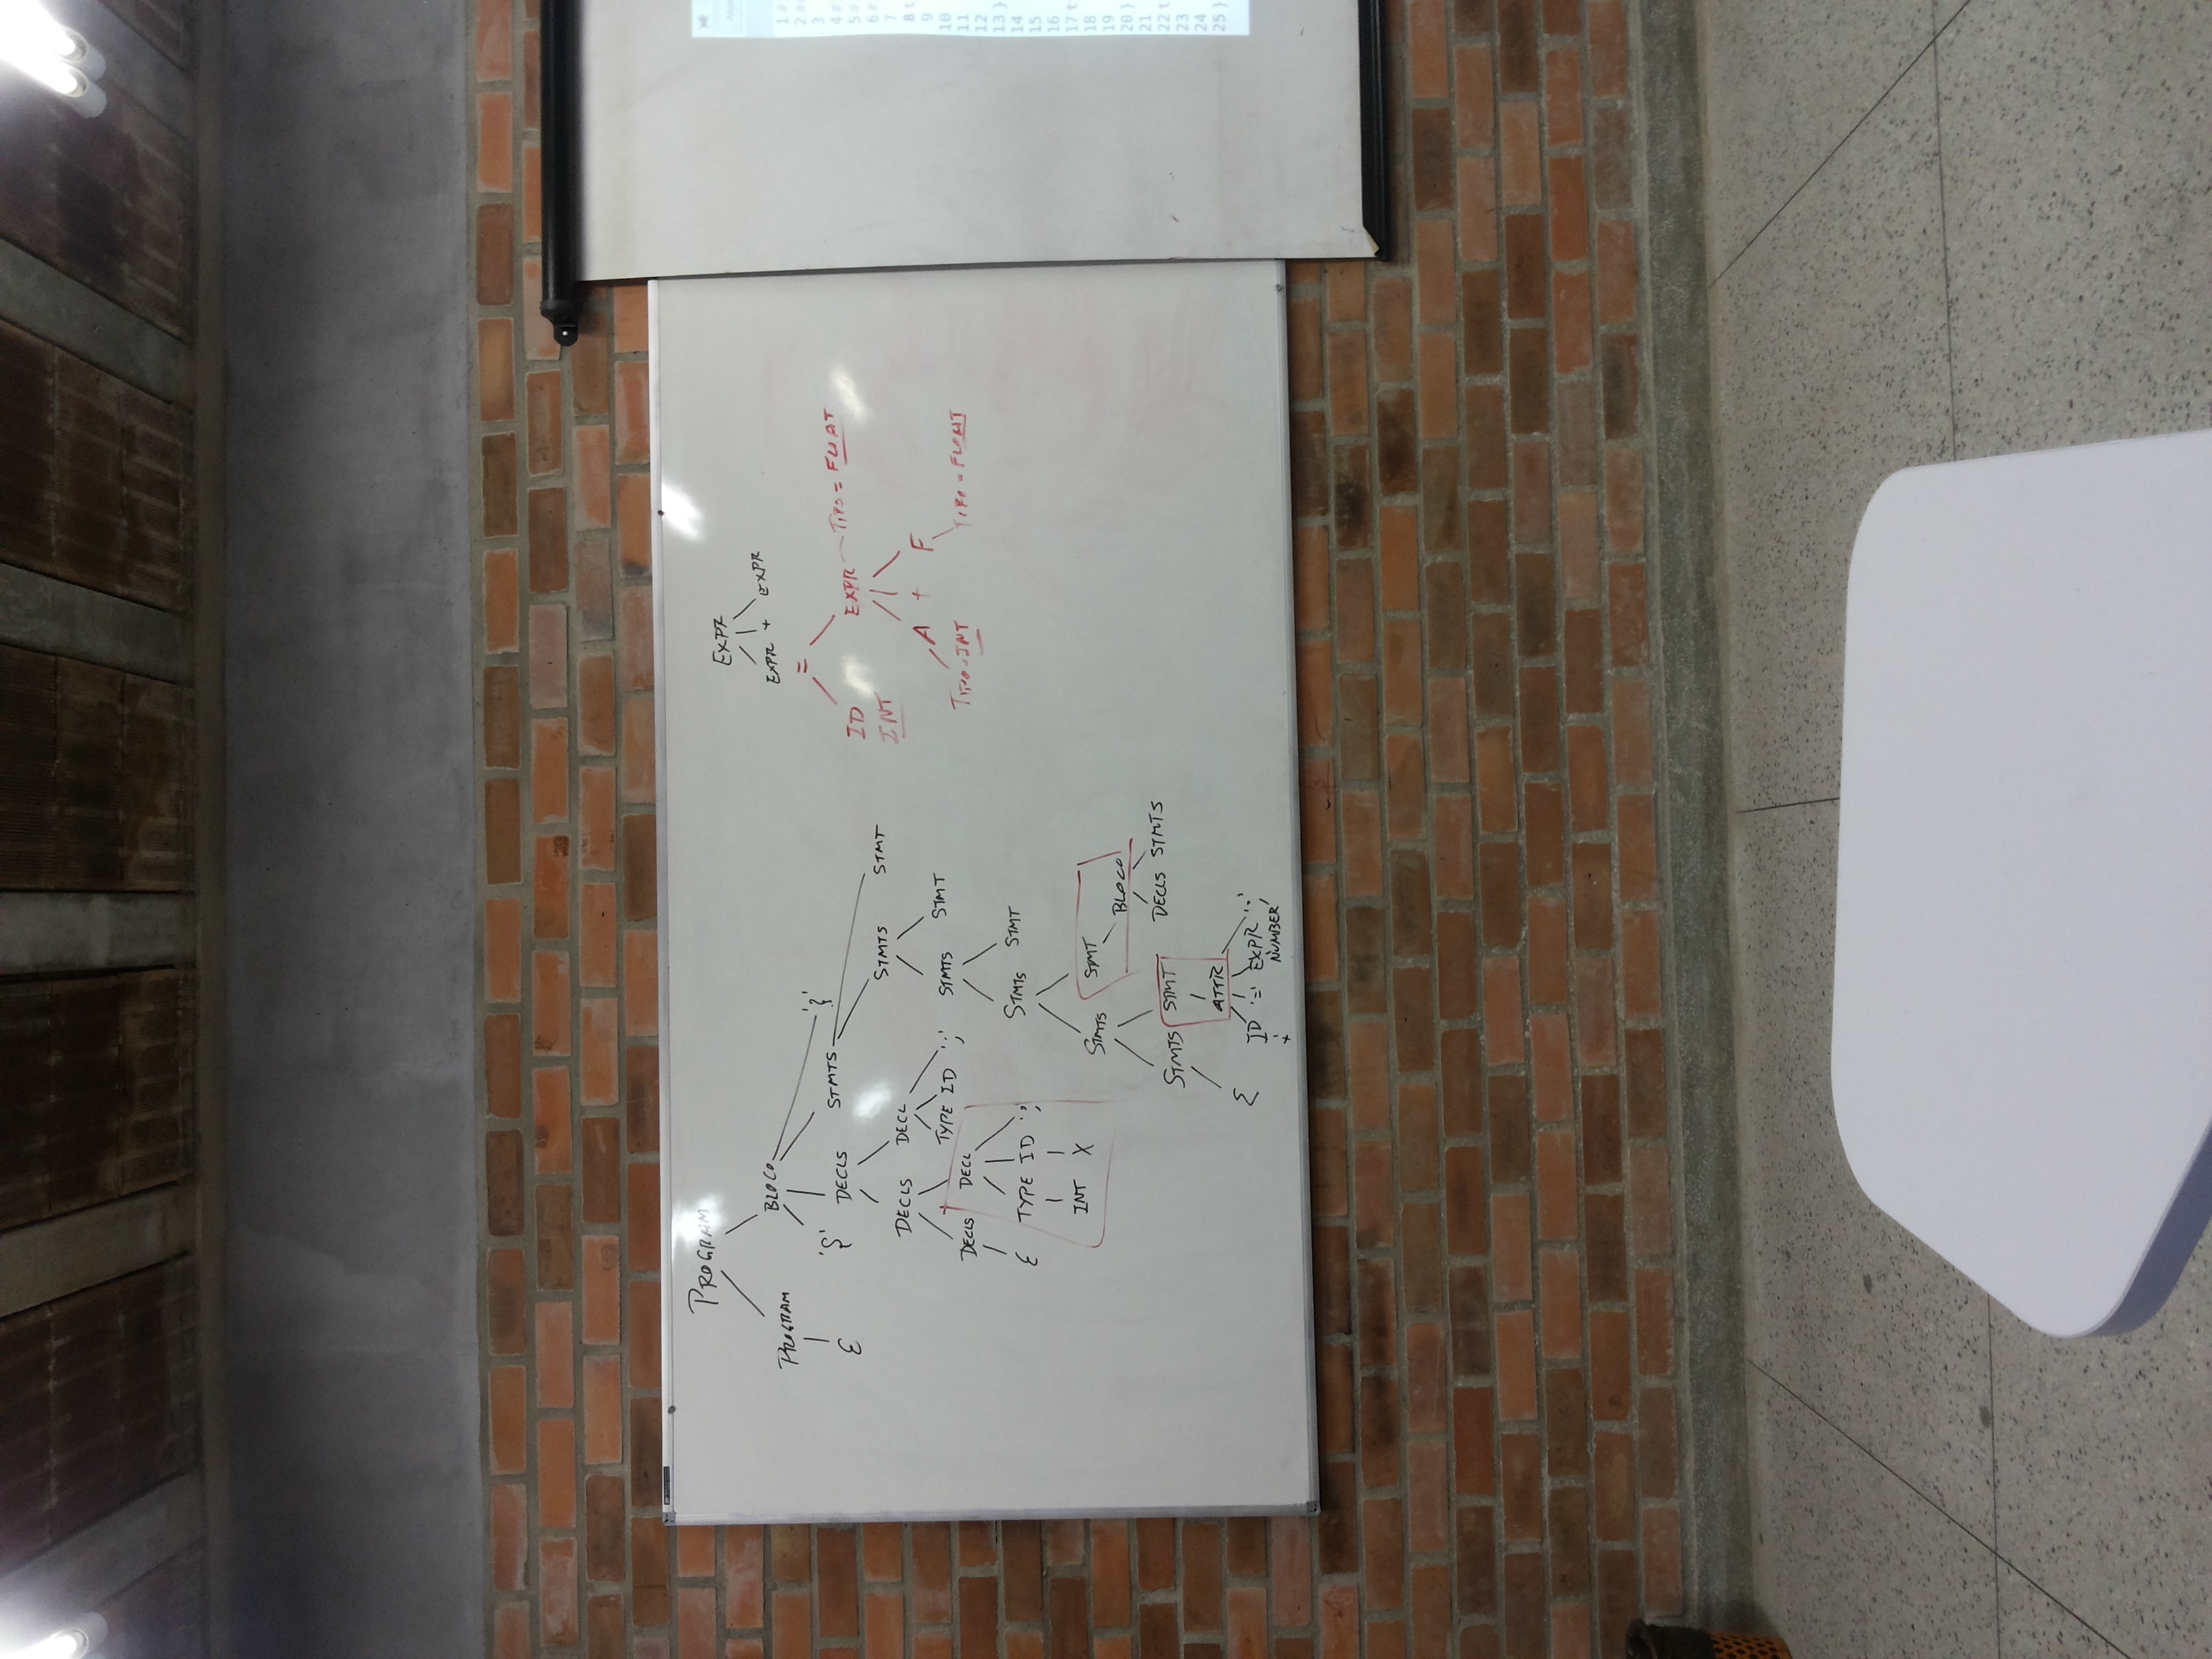 PROGRAM
PROGRAM BLOCO
ε '{' DECLS STMTS '}'
DECLS DECL STMTS STMT
DECLS DECL TYPE ID ';' STMTS STMT
ε TYPE ID ';' STMTS STMT
INT X STMTS STMT
BLOCO
STMTS STMT DECLS STMTS
ε ATTR
ID '=' EXPR ';'
NUMBER
EXPR
EXPR + EXPR
=
ID EXPR TIPO = FLOAT
INT
A + F
TIPO = INT TIPO = FLOAT
1
2
3
4
5
6
7
8 t
9
10
11
12
13 }
14
15
16
17 t
18
19
20 }
21
22 t
23
24
25 }